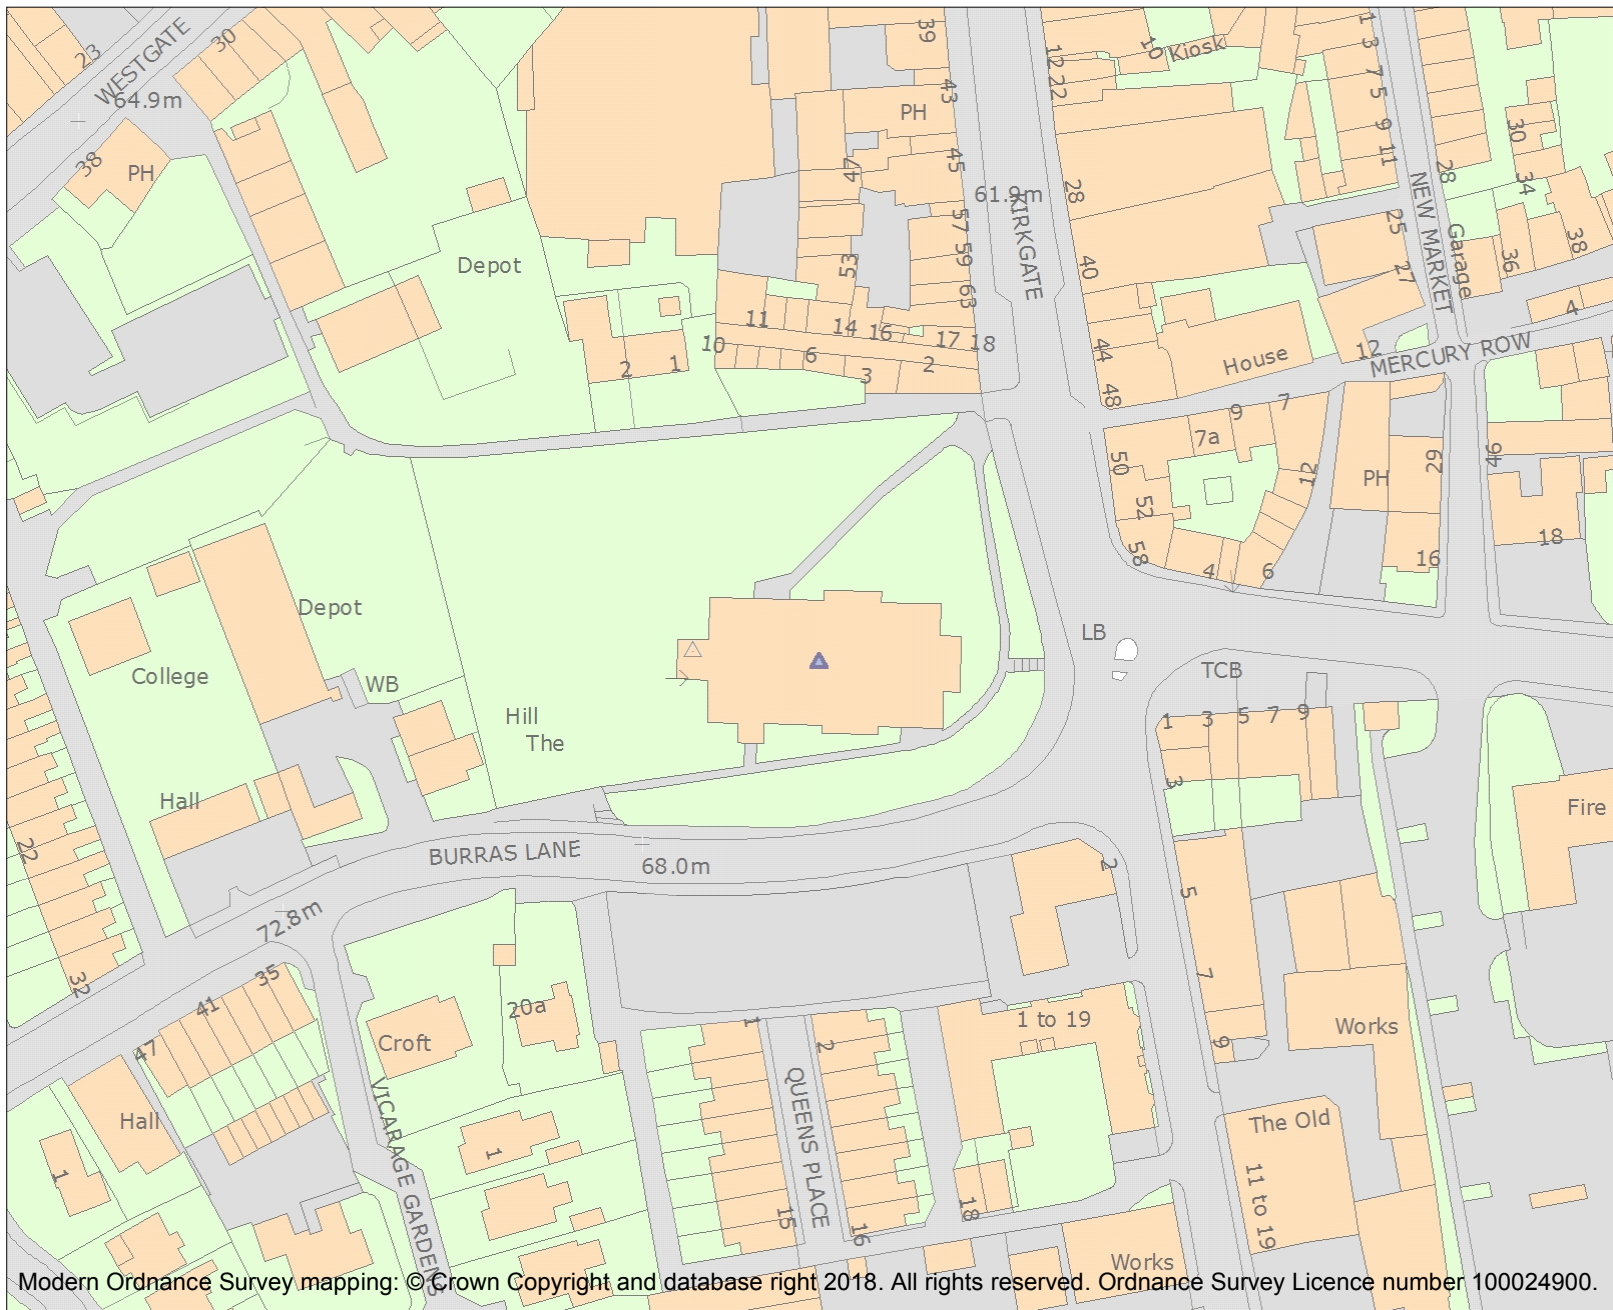 23
WESTGATE
30
64.9m
38
PH
39
43
PH
45
47
61.9m
KIRKGATE
57
59
53
63
12
22
10
Kiosk
1
3
7
5
9
11
28
28
30
34
NEW MARKET
Garage
25
27
36
38
40
4
Depot
11
14
16
17
18
10
6
2
1
3
2
44
48
House
12
MERCURY ROW
9
7
7a
50
52
58
12
PH
29
46
16
18
4
6
Depot
College
WB
Hill
The
Hall
LB
TCB
1
3
5
7
9
3
Fire
22
32
BURRAS LANE
68.0m
72.8m
2
5
7
9
35
41
47
Croft
20a
1
2
1 to 19
Works
Hall
1
VICARAGE GARDENS
1
QUEENS PLACE
15
16
18
The Old
11 to 19
Works
Modern Ordnance Survey mapping: © Crown Copyright and database right 2018. All rights reserved. Ordnance Survey Licence number 100024900.